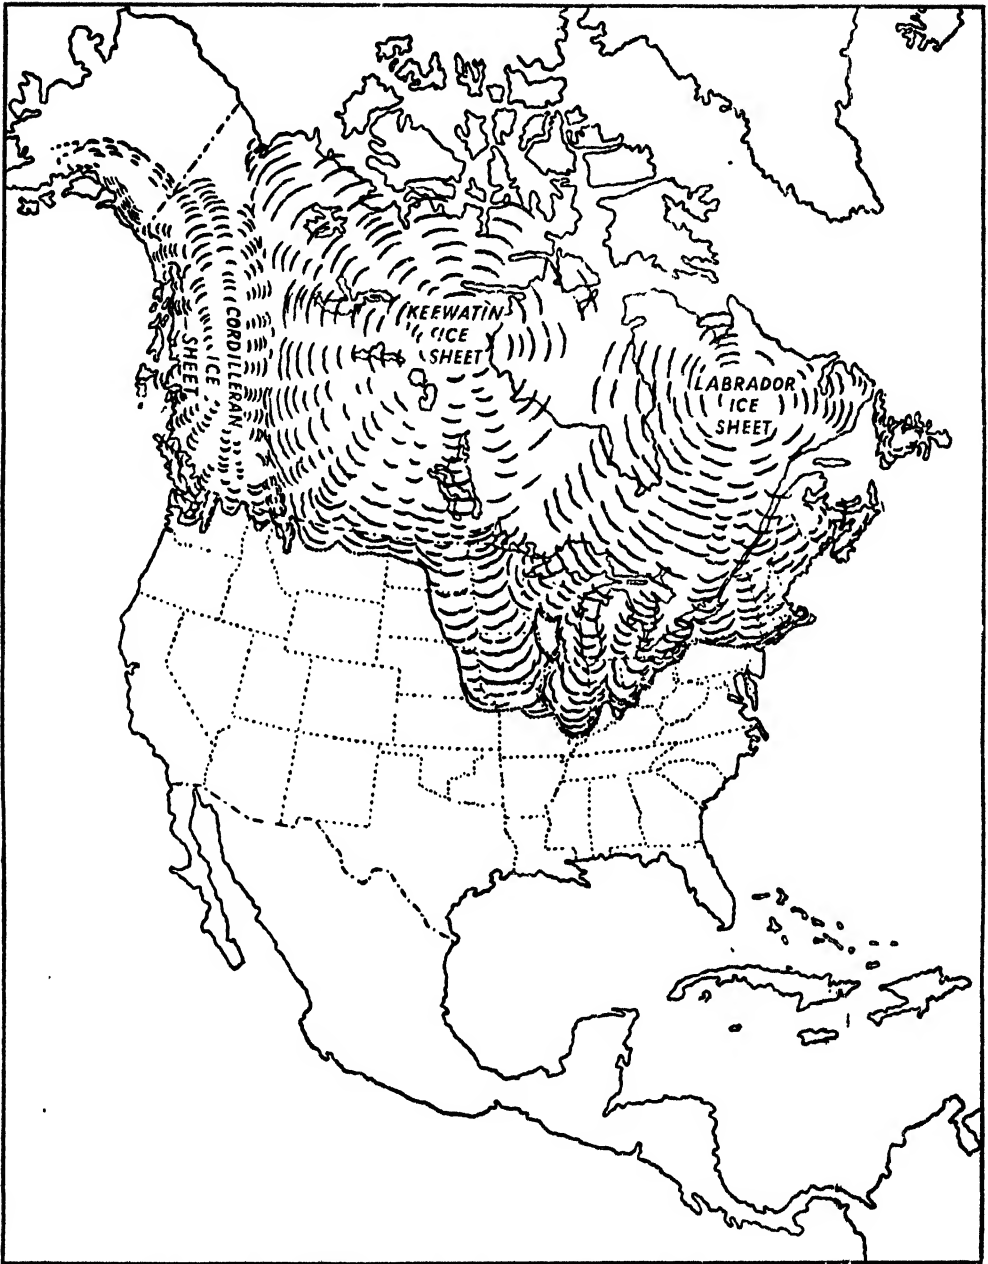 CORDILLERAN
ICE
SHEET
KEEWATIN
ICE
SHEET
LABRADOR
ICE
SHEET